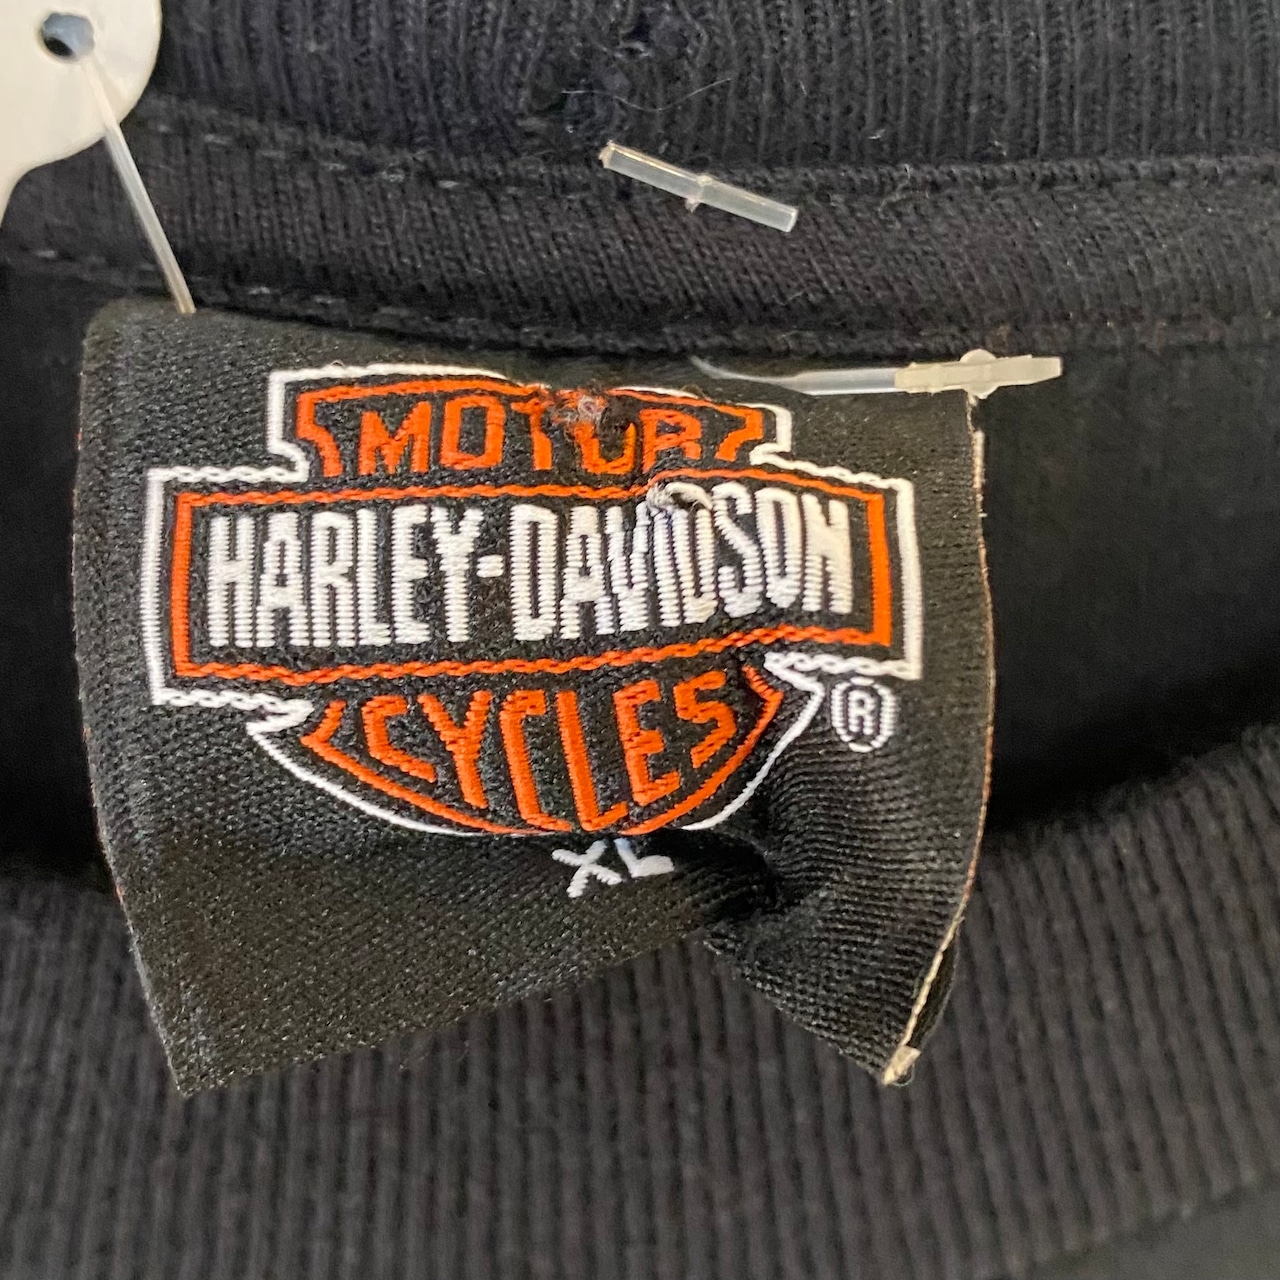 MOTOR
HARLEY-DAVIDSON
CYCLES
®
XL